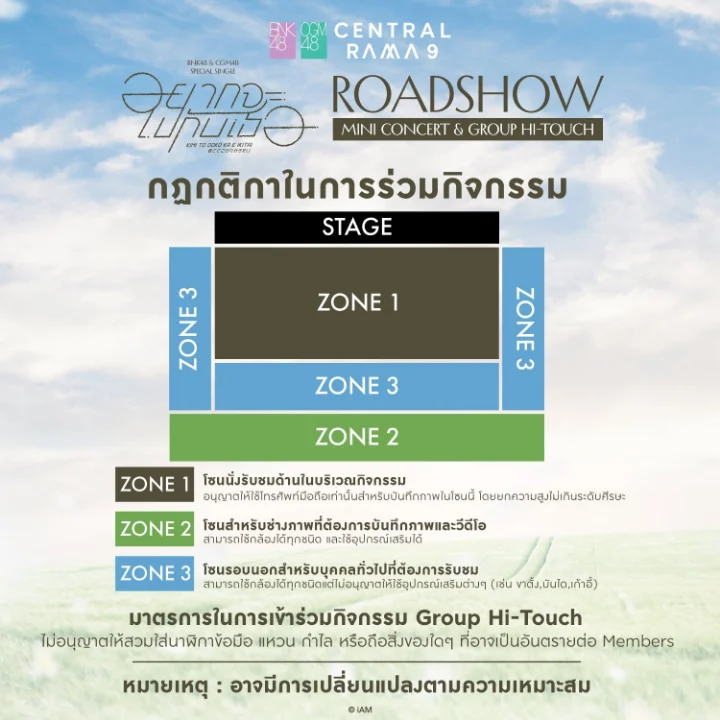 BNK48 CGM48 CENTRAL RAMA 9
BNK48 & CGM48
SPECIAL SINGLE
อยากจะไปกับเธอ
KIMI TO DOKO KA E IKITAI
ROADSHOW
MINI CONCERT & GROUP HI-TOUCH
กฎกติกาในการร่วมกิจกรรม
STAGE
ZONE 3
ZONE 1
ZONE 3
ZONE 3
ZONE 2
ZONE 1 โซนนั่งรับชมด้านในบริเวณกิจกรรม
อนุญาตให้ใช้โทรศัพท์มือถือเท่านั้นสำหรับบันทึกภาพในโซนนี้ โดยยกความสูงไม่เกินระดับศีรษะ
ZONE 2 โซนสำหรับช่างภาพที่ต้องการบันทึกภาพและวีดีโอ
สามารถใช้กล้องได้ทุกชนิด และใช้อุปกรณ์เสริมได้
ZONE 3 โซนรอบนอกสำหรับบุคคลทั่วไปที่ต้องการรับชม
สามารถใช้กล้องได้ทุกชนิดแต่ไม่อนุญาตให้ใช้อุปกรณ์เสริมต่างๆ (เช่น ขาตั้ง,บันได,เก้าอี้)
มาตรการในการเข้าร่วมกิจกรรม Group Hi-Touch
ไม่อนุญาตให้สวมใส่นาฬิกาข้อมือ แหวน กำไล หรือถือสิ่งของใดๆ ที่อาจเป็นอันตรายต่อ Members
หมายเหตุ : อาจมีการเปลี่ยนแปลงตามความเหมาะสม
© iAM